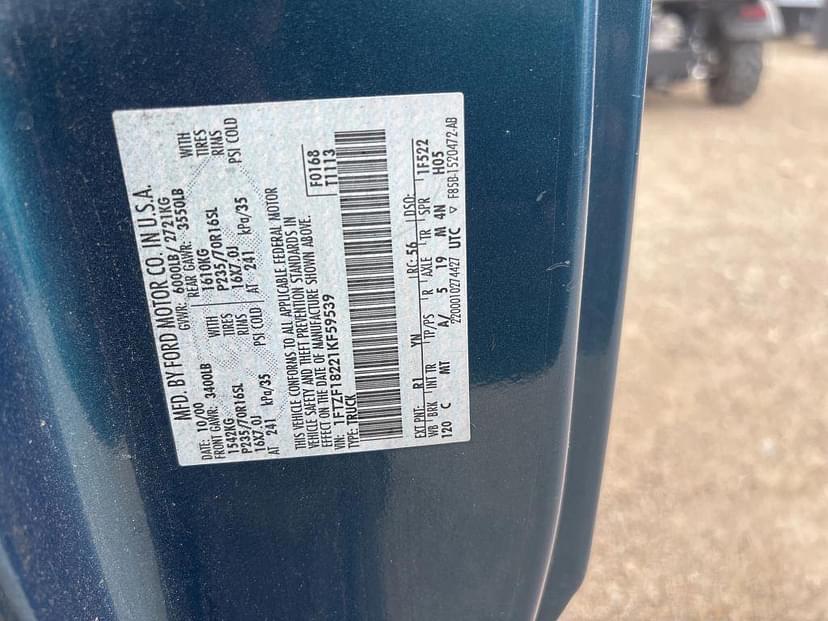 MFD. BY FORD MOTOR CO. IN U.S.A.
DATE: 10/00 GVWR: 6000LB/ 2721KG
FRONT GAWR: 3400LB REAR GAWR: 3550LB
1542KG WITH 1610KG WITH
P235/70R16SL TIRES P235/70R16SL TIRES
16X7.0J RIMS 16X7.0J RIMS
AT 241 kPa/35 PSI COLD AT 241 kPa/35 PSI COLD
THIS VEHICLE CONFORMS TO ALL APPLICABLE FEDERAL MOTOR
VEHICLE SAFETY AND THEFT PREVENTION STANDARDS IN
EFFECT ON THE DATE OF MANUFACTURE SHOWN ABOVE.
VIN: 1FTZF18221KF59539 F0168
TYPE: TRUCK T1113
EXT PNT: R1 YN RC: 56 DSO: 1F522
WB BRK INT TR TP/PS R AXLE TR SPR H05
120 C MT A/ 5 19 M 4N
2200010274427 UTC ▽ F85B-1520472-AB